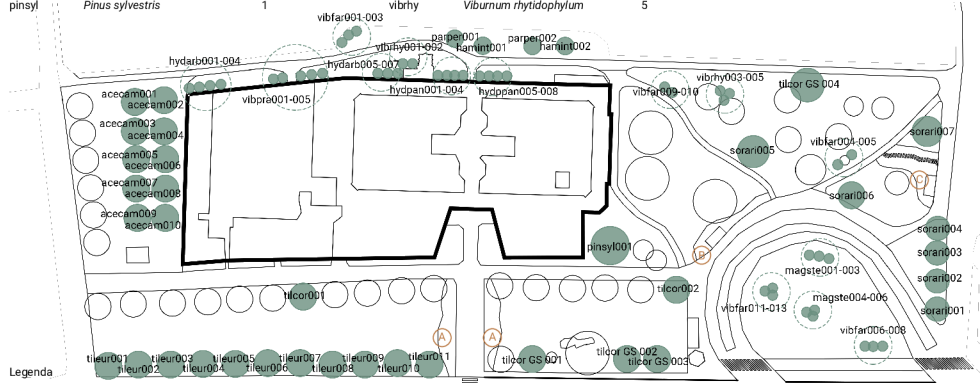 pinsyl Pinus sylvestris 1 vibrhy Viburnum rhytidophylum 5
vibfar001-003
parper001
parper002
vibrhy001-002
hamint001
hamint002
hydarb001-004
hydarb005-007
vibpra001-005
hydpan001-004
hydppan005-008
vibfar009-010
vibrhy003-005
tilcor GS 004
acecam001
acecam002
acecam003
acecam004
acecam005
acecam006
acecam007
acecam008
acecam009
acecam010
sorari005
vibfar004-005
sorari007
C
sorari006
pinsyl001
B
sorari004
sorari003
sorari002
sorari001
magste001-003
magste004-006
vibfar011-013
vibfar006-008
tilcor001
tilcor002
A
A
tileur001
tileur002
tileur003
tileur004
tileur005
tileur006
tileur007
tileur008
tileur009
tileur010
tileur011
tilcor GS 001
tilcor GS 002
tilcor GS 003
Legenda